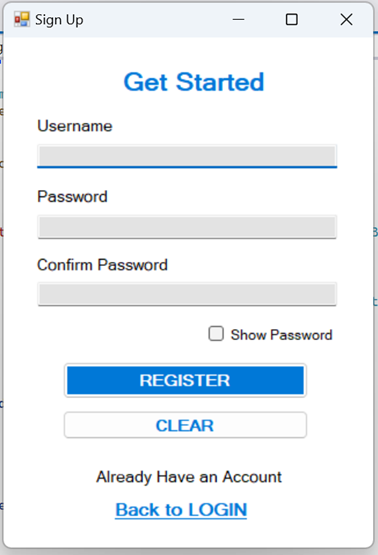 Sign Up
Get Started
Username
Password
Confirm Password
Show Password
REGISTER
CLEAR
Already Have an Account
Back to LOGIN